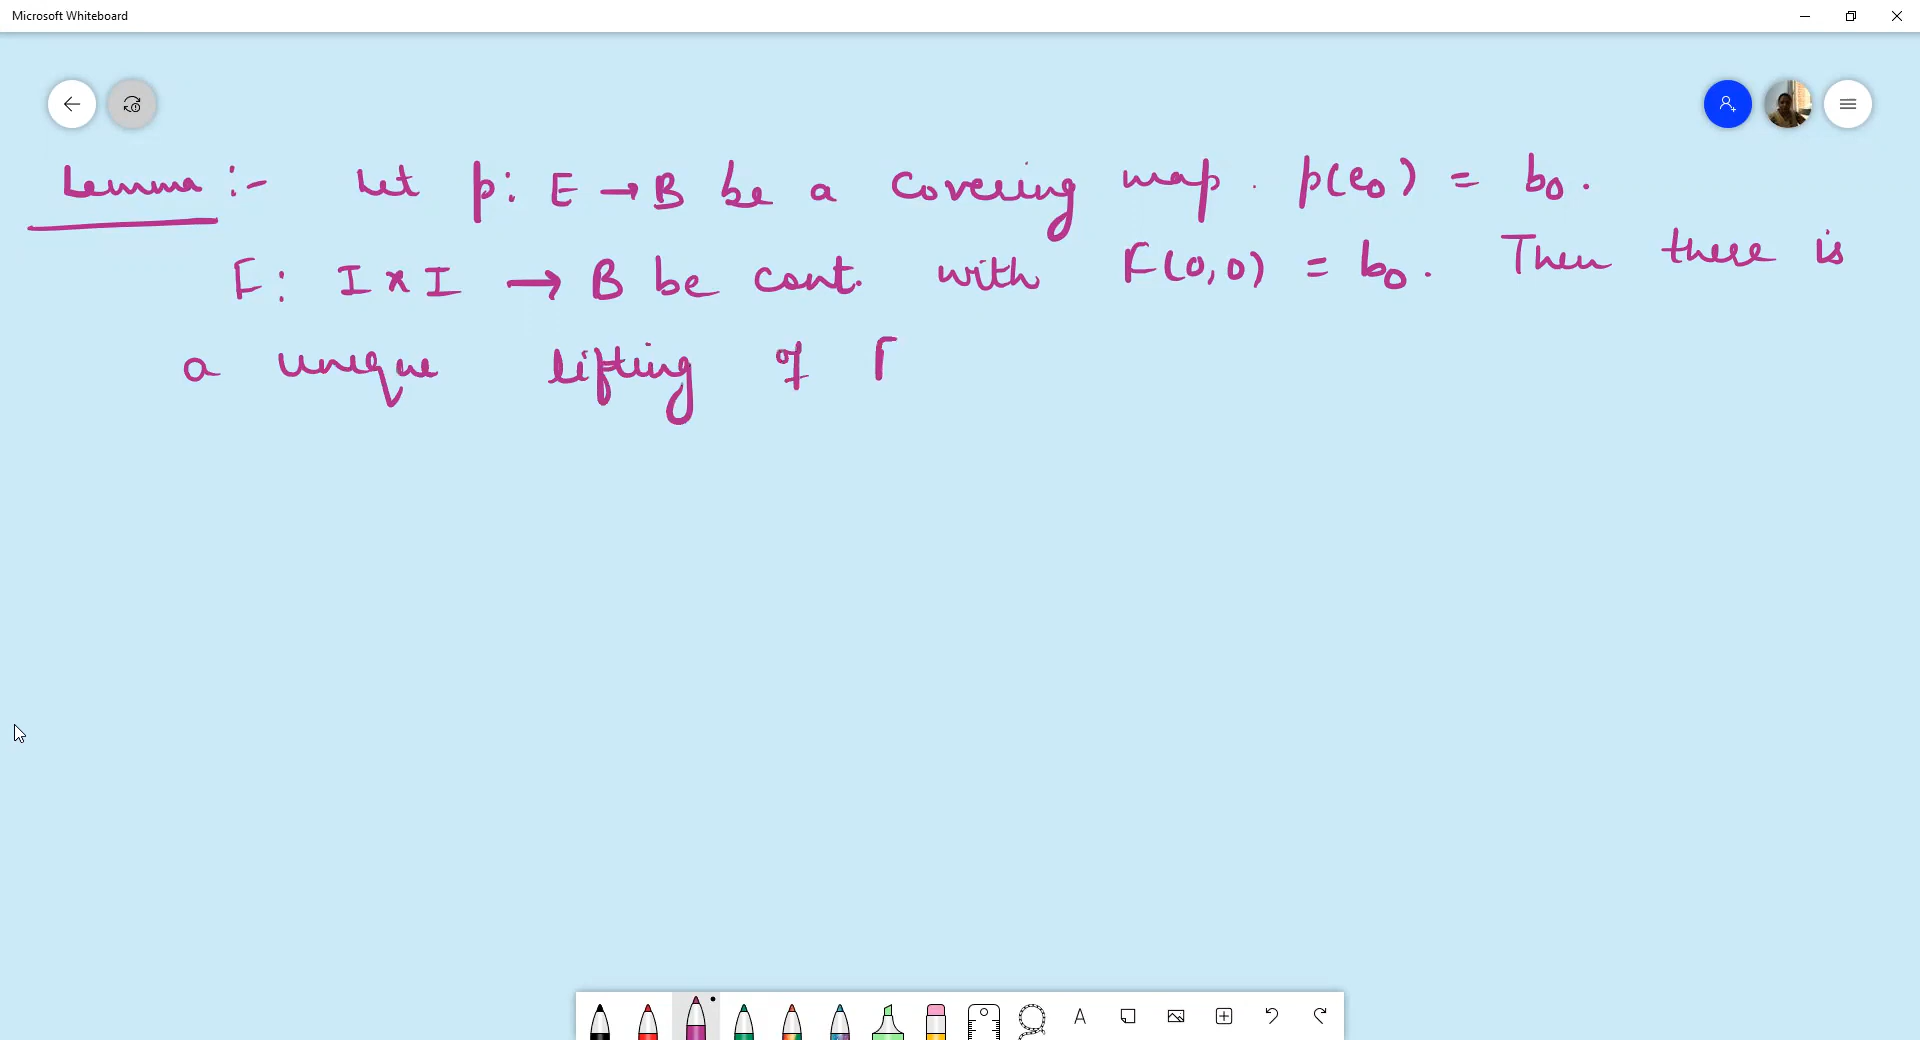 Microsoft Whiteboard
Lemma :- Let p: E → B be a covering map. p(e₀) = b₀.
F: I x I → B be cont. with F(0,0) = b₀. Then there is
a unique lifting of F
A